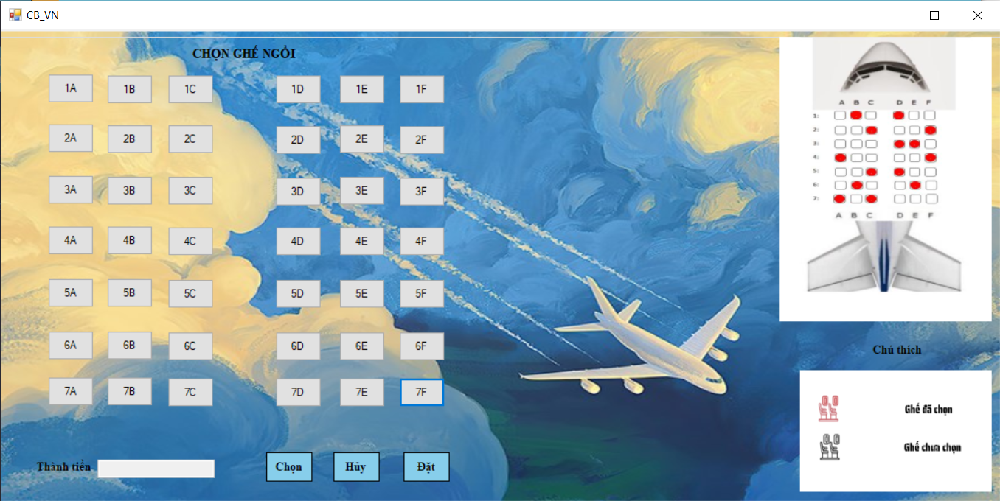 CB_VN
CHỌN GHẾ NGỒI
1A 1B 1C 1D 1E 1F
2A 2B 2C 2D 2E 2F
3A 3B 3C 3D 3E 3F
4A 4B 4C 4D 4E 4F
5A 5B 5C 5D 5E 5F
6A 6B 6C 6D 6E 6F
7A 7B 7C 7D 7E 7F
Thành tiền
Chọn Hủy Đặt
A B C D E F
1:
2:
3:
4:
5:
6:
7:
A B C D E F
Chú thích
Ghế đã chọn
Ghế chưa chọn